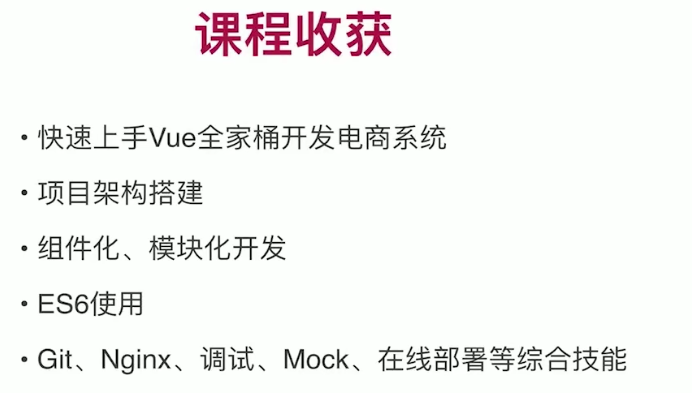 课程收获
• 快速上手Vue全家桶开发电商系统
• 项目架构搭建
• 组件化、模块化开发
• ES6使用
• Git、Nginx、调试、Mock、在线部署等综合技能